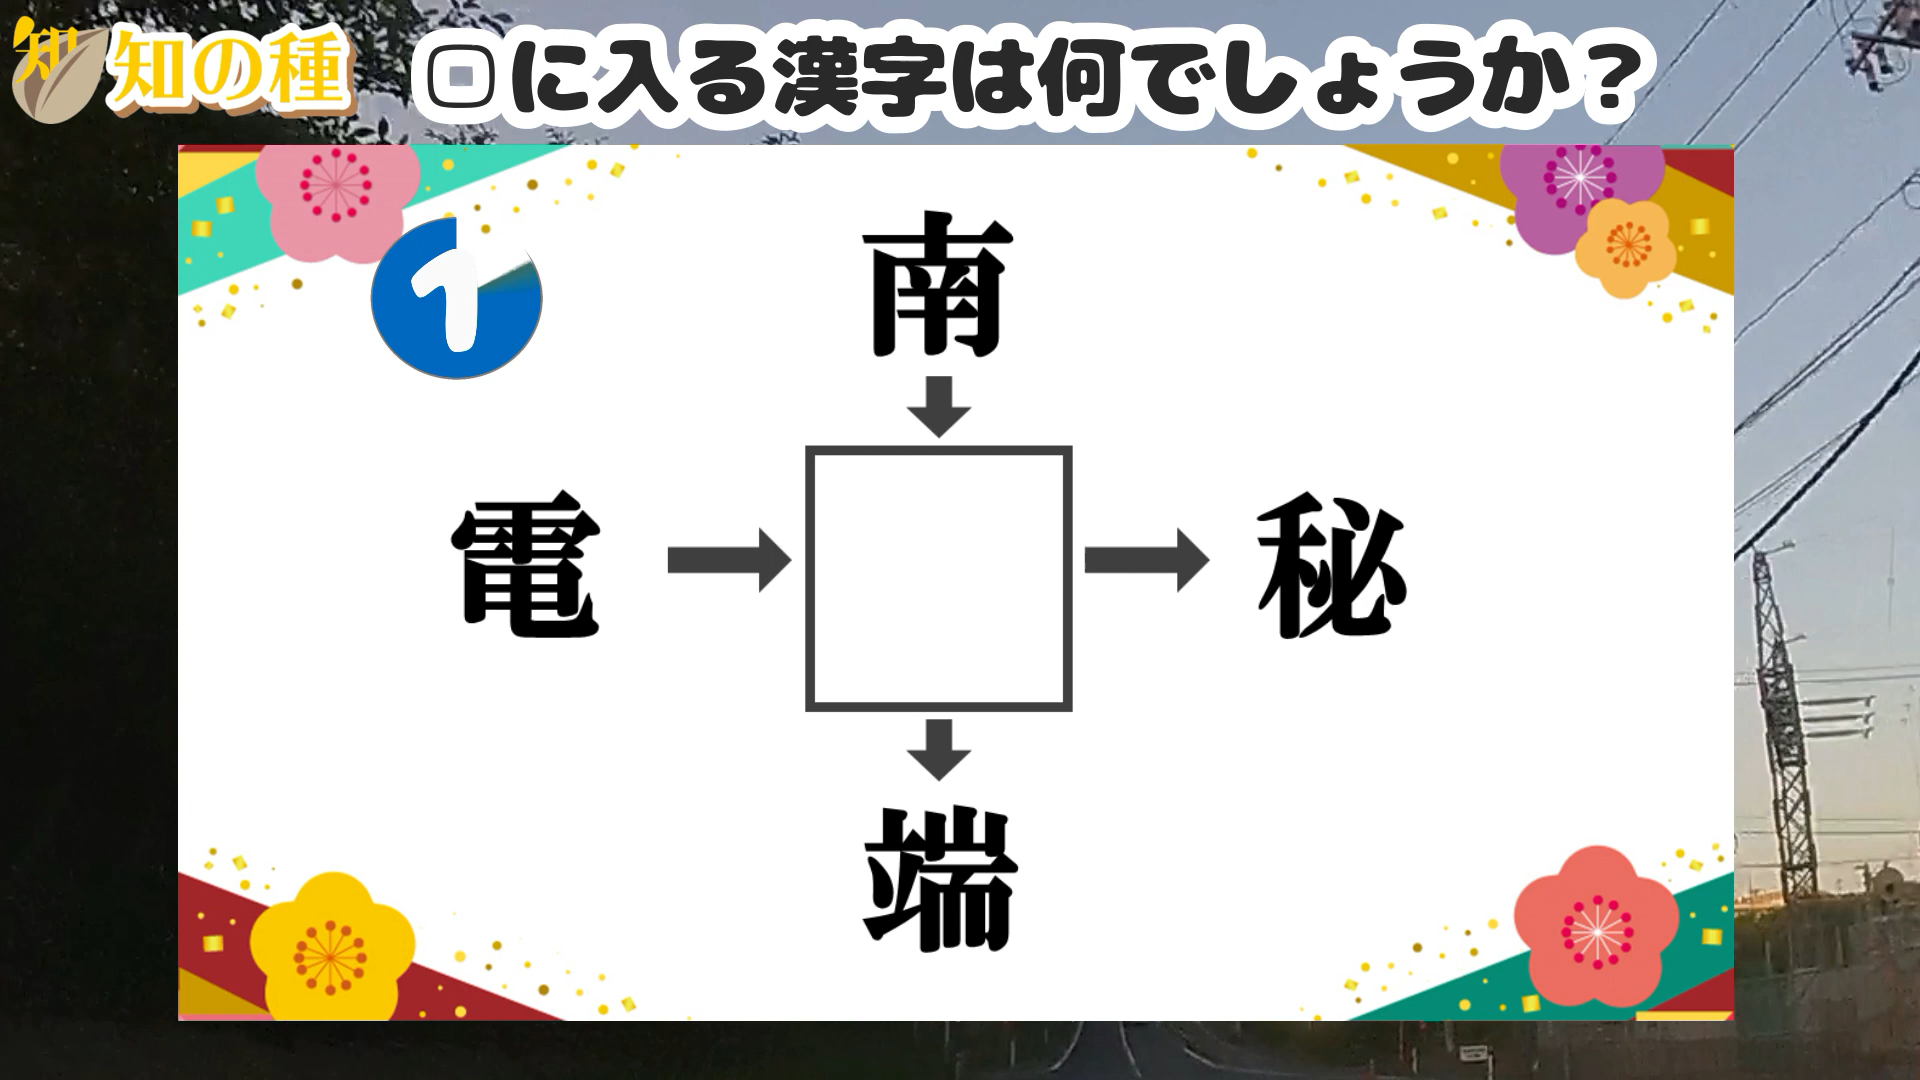 知 知の種
□に入る漢字は何でしょうか？
1
南
電
秘
端